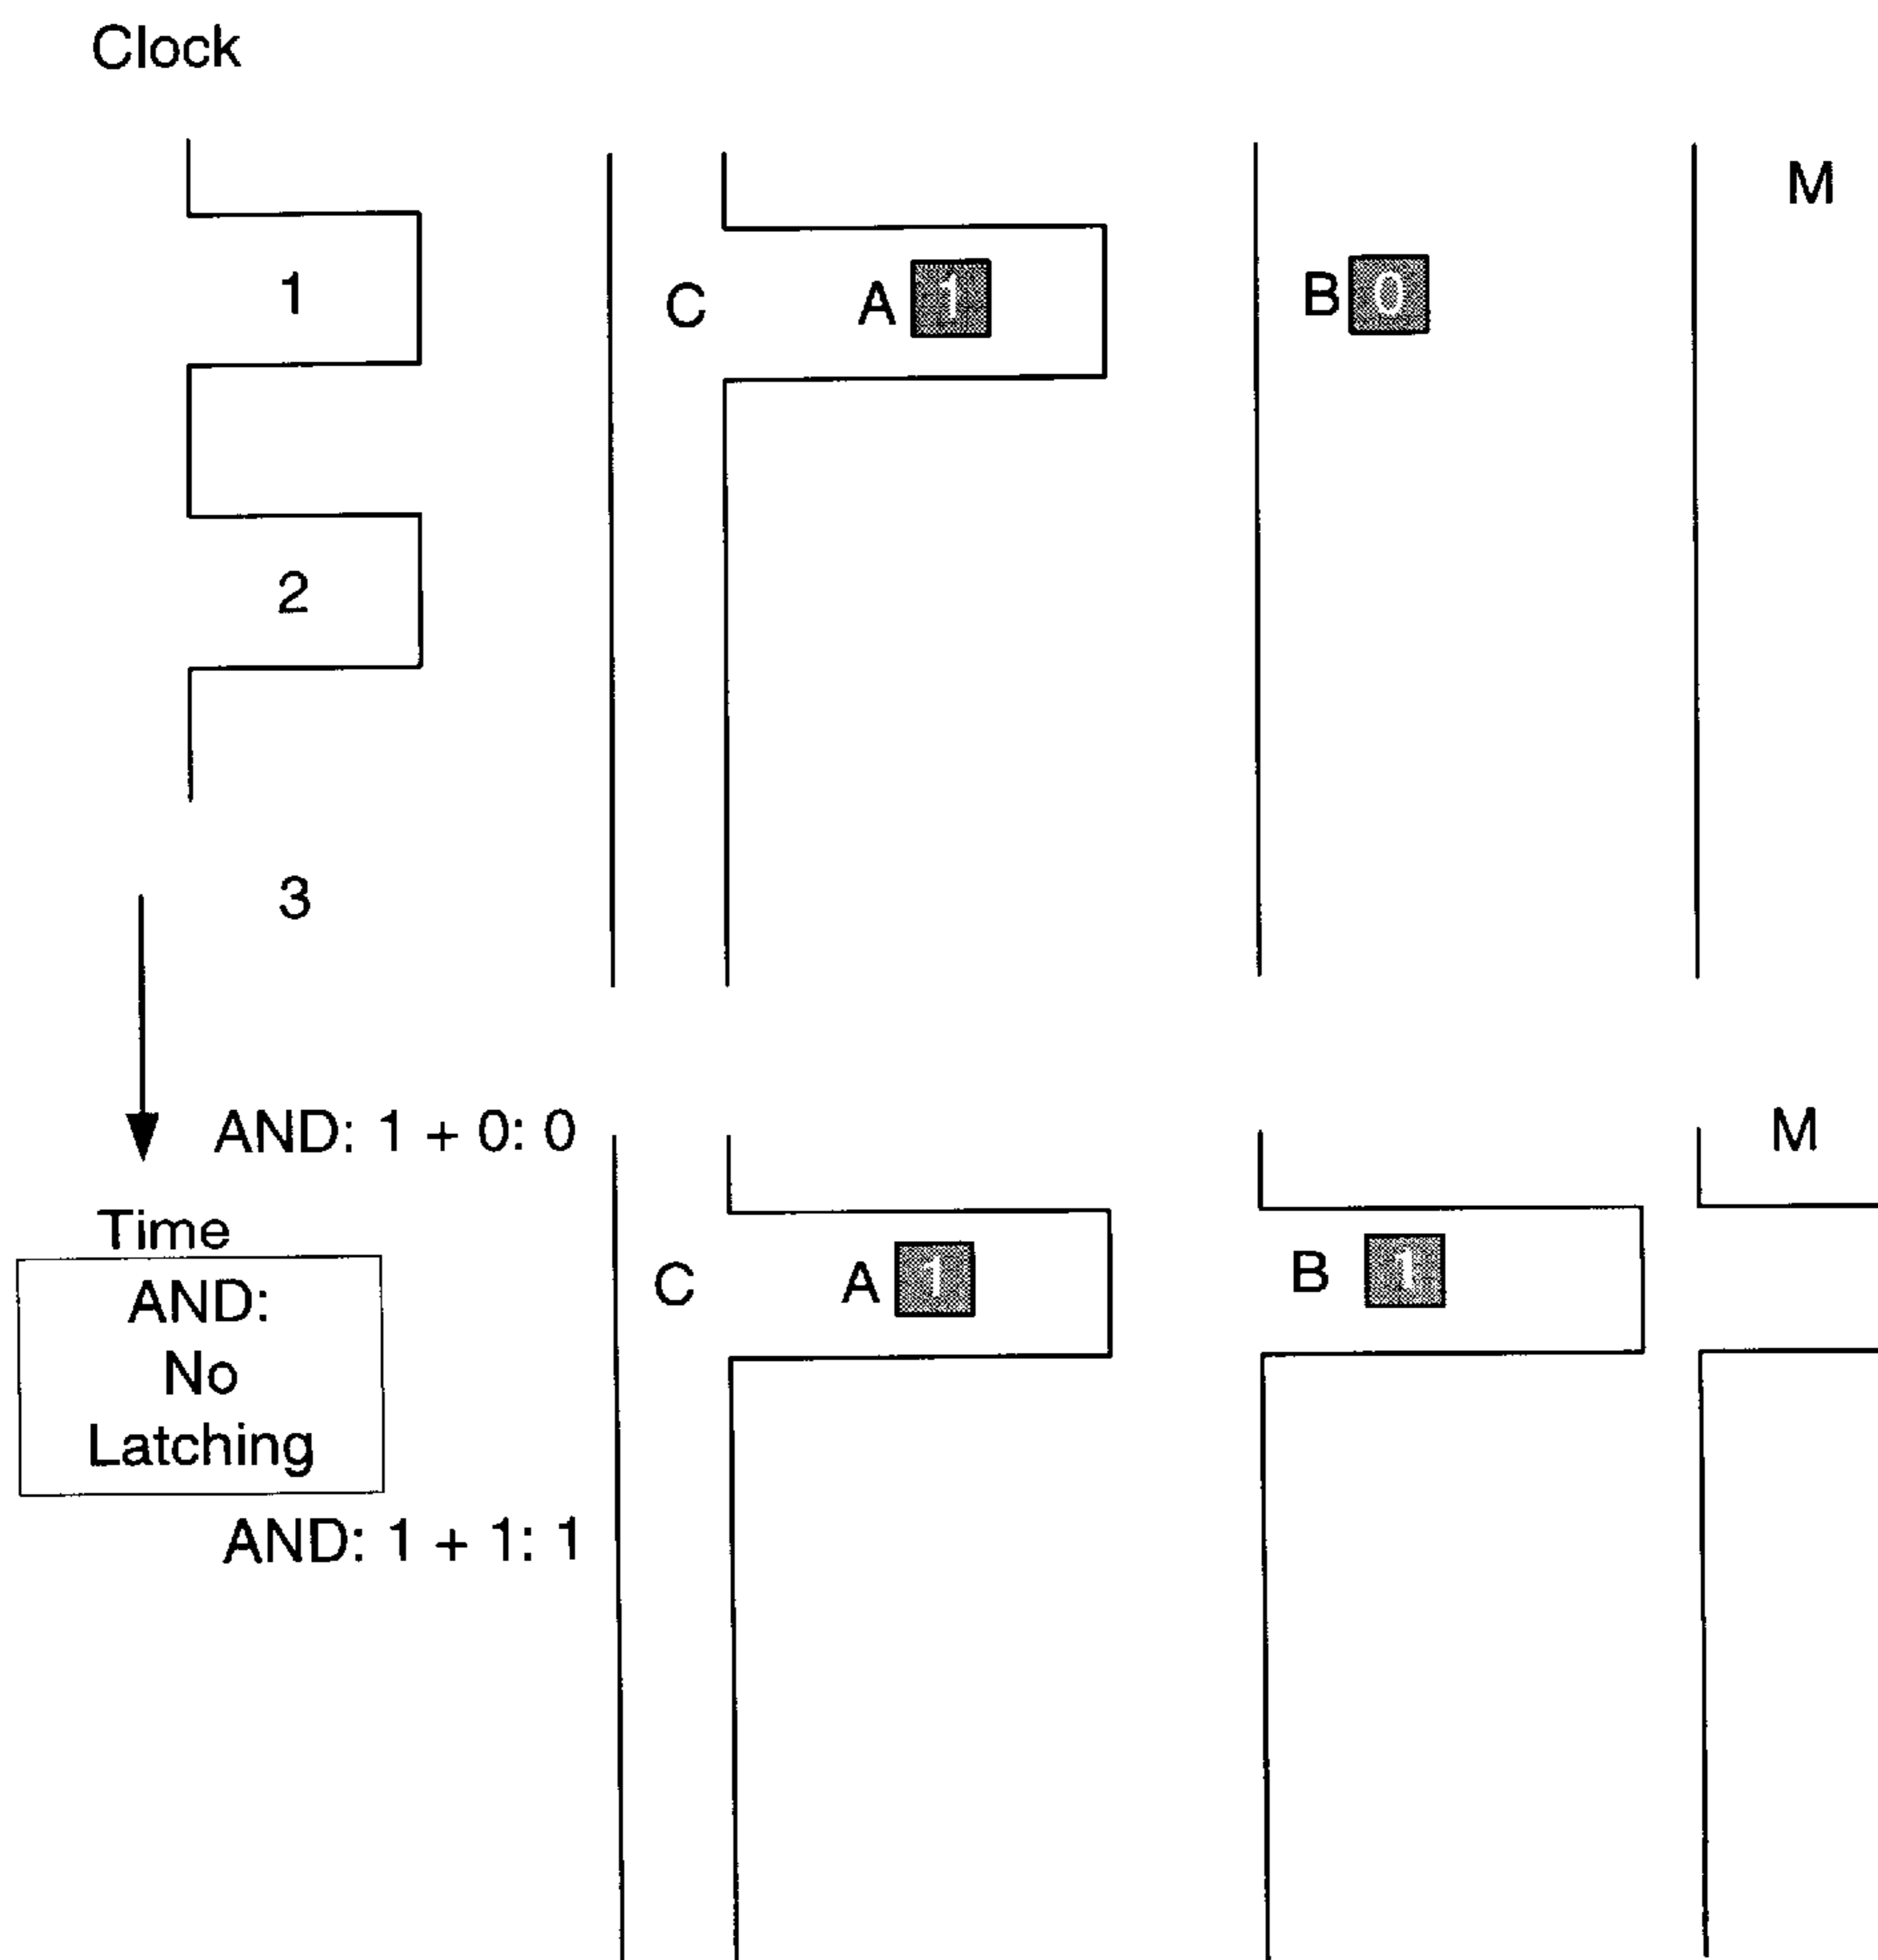 Clock
M
1
C A 1 B 0
2
3
AND: 1 + 0: 0
M
Time
C A 1 B 1
AND:
No
Latching
AND: 1 + 1: 1